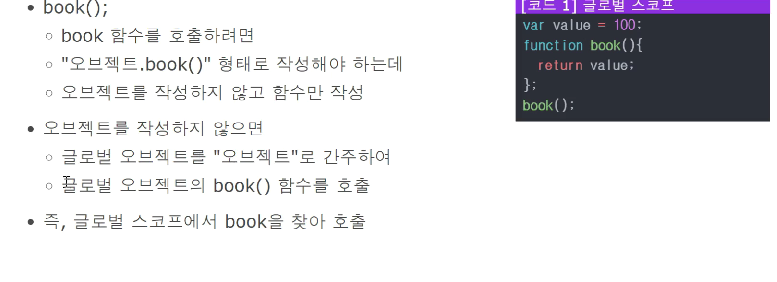 book();
book 함수를 호출하려면
"오브젝트.book()" 형태로 작성해야 하는데
오브젝트를 작성하지 않고 함수만 작성
오브젝트를 작성하지 않으면
글로벌 오브젝트를 "오브젝트"로 간주하여
글로벌 오브젝트의 book() 함수를 호출
즉, 글로벌 스코프에서 book을 찾아 호출
[코드 1] 글로벌 스코프
var value = 100;
function book(){
return value;
};
book();